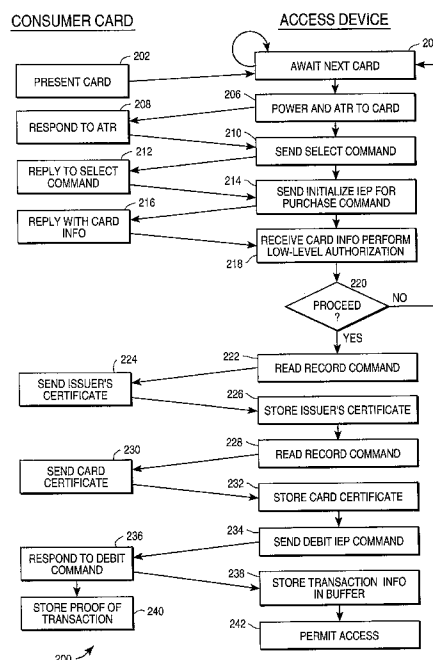 CONSUMER CARD
ACCESS DEVICE
202
PRESENT CARD
AWAIT NEXT CARD
206
POWER AND ATR TO CARD
208
RESPOND TO ATR
210
SEND SELECT COMMAND
212
REPLY TO SELECT
COMMAND
214
SEND INITIALIZE IEP FOR
PURCHASE COMMAND
216
REPLY WITH CARD
INFO
RECEIVE CARD INFO PERFORM
LOW-LEVEL AUTHORIZATION
218
220
PROCEED
?
NO
YES
222
READ RECORD COMMAND
224
SEND ISSUER'S
CERTIFICATE
226
STORE ISSUER'S CERTIFICATE
228
READ RECORD COMMAND
230
SEND CARD
CERTIFICATE
232
STORE CARD CERTIFICATE
234
SEND DEBIT IEP COMMAND
236
RESPOND TO DEBIT
COMMAND
238
STORE TRANSACTION INFO
IN BUFFER
STORE PROOF OF
TRANSACTION
240
242
PERMIT ACCESS